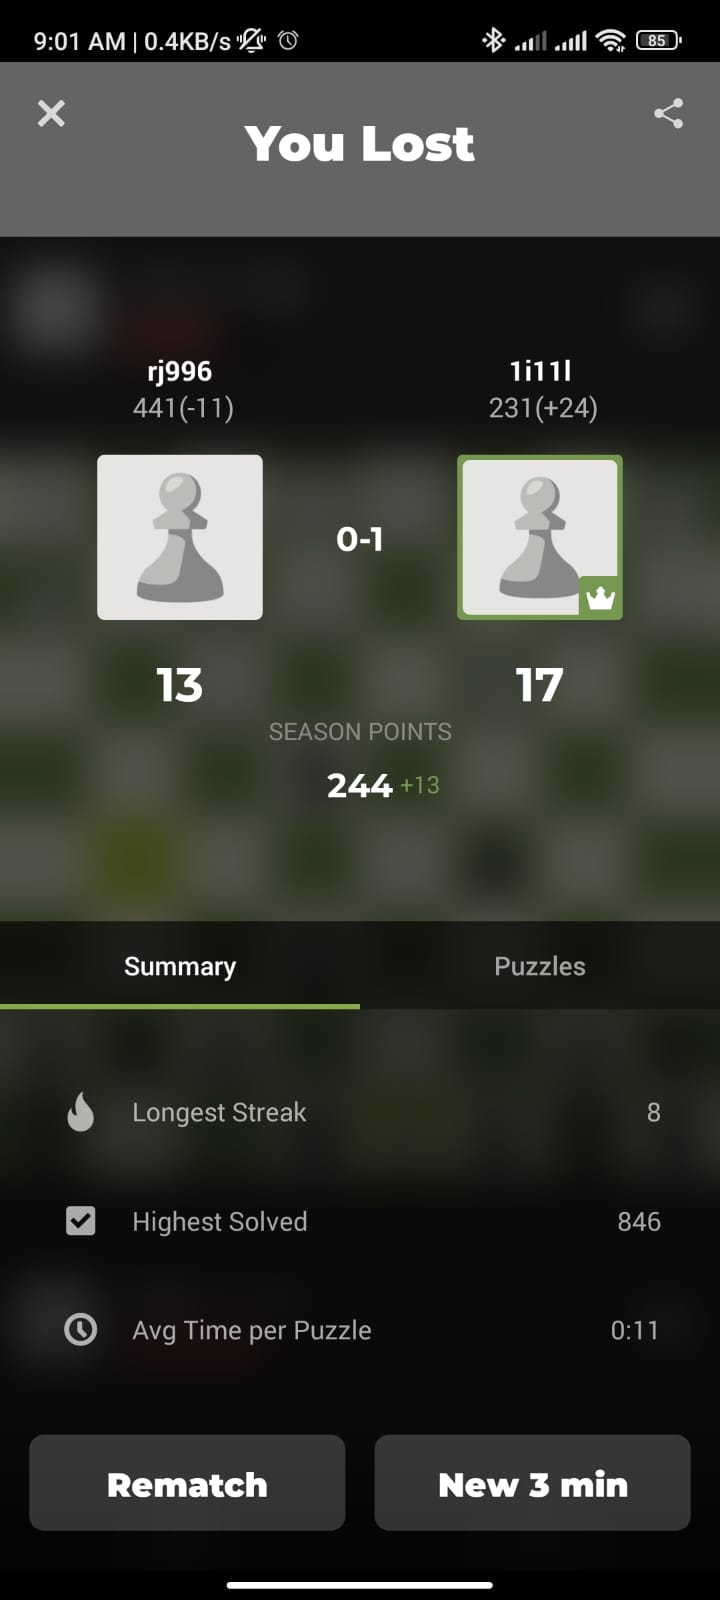 9:01 AM | 0.4KB/s
85
You Lost
rj996
1i11l
441(-11)
231(+24)
0-1
13
17
SEASON POINTS
244 +13
Summary
Puzzles
Longest Streak
8
Highest Solved
846
Avg Time per Puzzle
0:11
Rematch
New 3 min